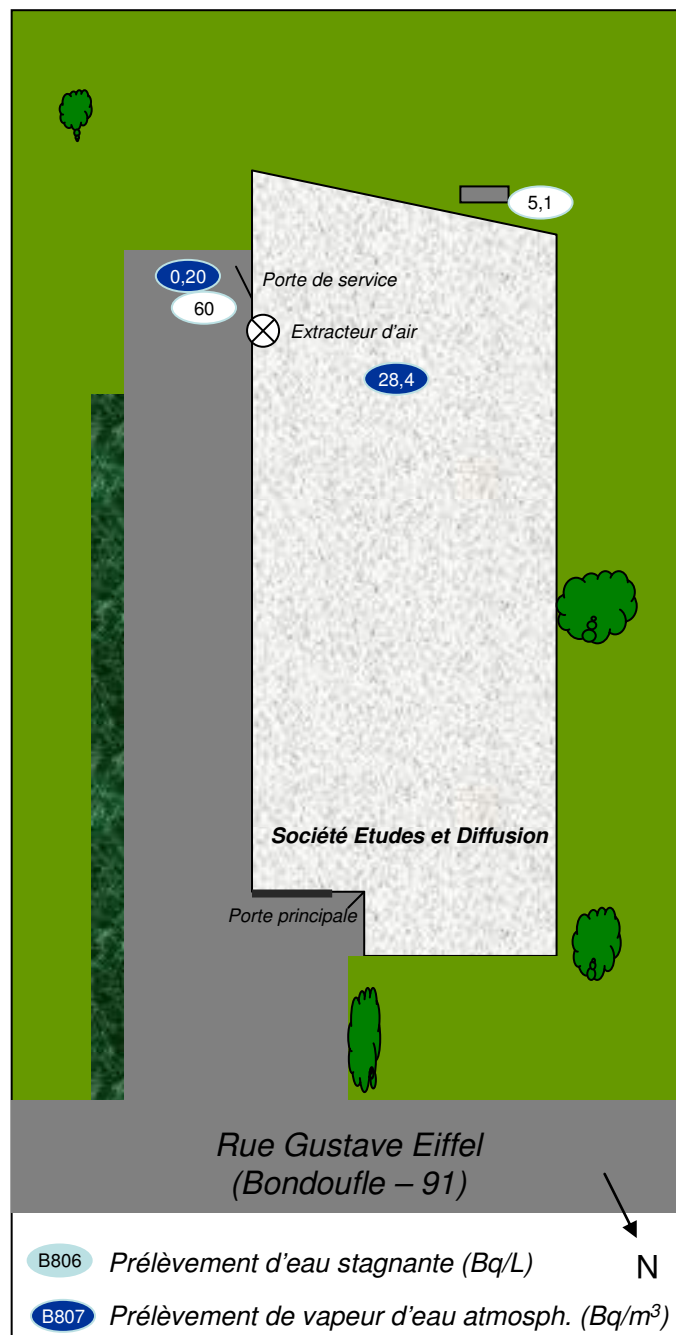 5,1
0,20
Porte de service
60
Extracteur d'air
28,4
Société Etudes et Diffusion
Porte principale
Rue Gustave Eiffel
(Bondoufle – 91)
B806 Prélèvement d'eau stagnante (Bq/L)
N
B807 Prélèvement de vapeur d'eau atmosph. (Bq/m³)